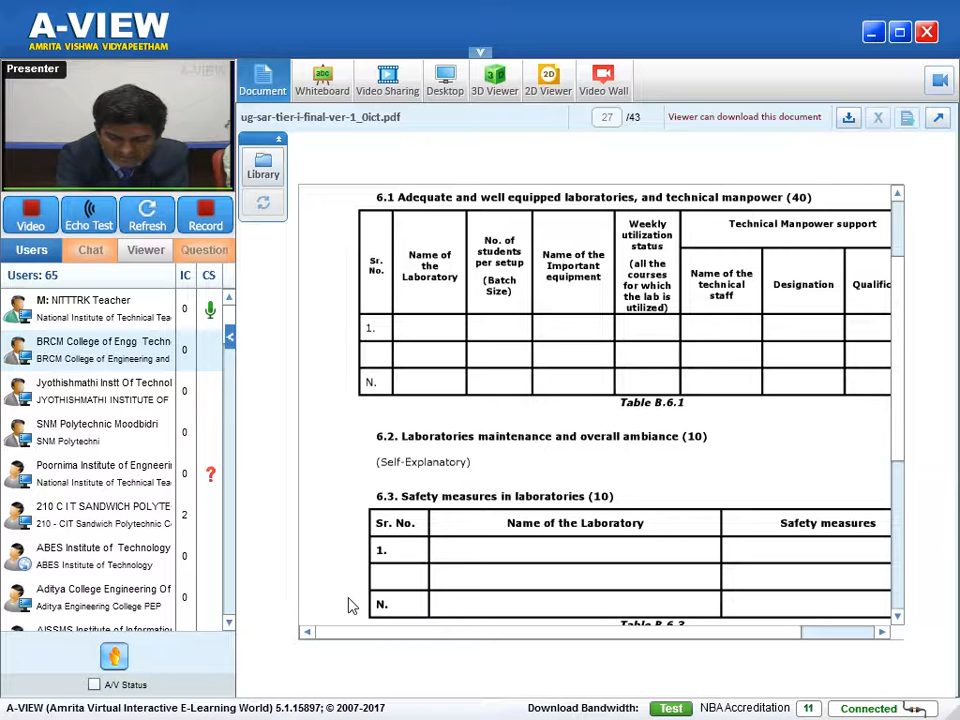 A-VIEW
AMRITA VISHWA VIDYAPEETHAM
Presenter
A-VIEW
Document
Whiteboard
Video Sharing
Desktop
3D Viewer
2D Viewer
Video Wall
ug-sar-tier-i-final-ver-1_0ict.pdf
27 /43
Viewer can download this document
Library
Video
Echo Test
Refresh
Record
Users
Chat
Viewer
Question
Users: 65
IC
CS
M: NITTTRK Teacher
National Institute of Technical Tea
0
BRCM College of Engg Techn
BRCM College of Engineering and
0
Jyothishmathi Instt Of Technol
JYOTHISHMATHI INSTITUTE OF
0
SNM Polytechnic Moodbidri
SNM Polytechni
0
Poornima Institute of Engneeri
National Institute of Technical Tea
0
?
210 C I T SANDWICH POLYTE
210 - CIT Sandwich Polytechnic C
2
ABES Institute of Technology
ABES Institute of Technology
0
Aditya College Engineering Of
Aditya Engineering College PEP
0
AISSMS Institute of Informatio
A/V Status
6.1 Adequate and well equipped laboratories, and technical manpower (40)
Sr. No.
Name of the Laboratory
No. of students per setup (Batch Size)
Name of the Important equipment
Weekly utilization status (all the courses for which the lab is utilized)
Technical Manpower support
Name of the technical staff
Designation
Qualific
1.
N.
Table B.6.1
6.2. Laboratories maintenance and overall ambiance (10)
(Self-Explanatory)
6.3. Safety measures in laboratories (10)
Sr. No.
Name of the Laboratory
Safety measures
1.
N.
Table B.6.3
A-VIEW (Amrita Virtual Interactive E-Learning World) 5.1.15897; © 2007-2017
Download Bandwidth:
Test
NBA Accreditation
11
Connected